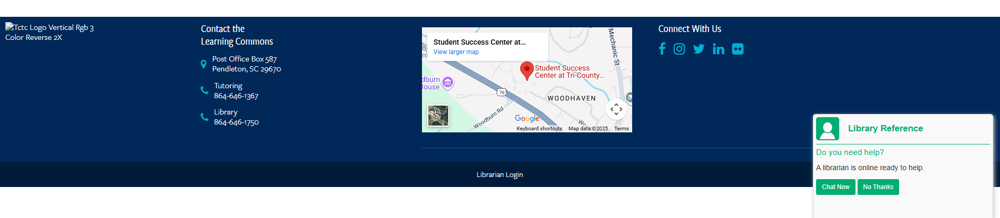 Tctc Logo Vertical Rgb 3
Color Reverse 2X
Contact the
Learning Commons
Post Office Box 587
Pendleton, SC 29670
Tutoring
864-646-1367
Library
864-646-1750
Student Success Center at...
View larger map
Mechanic St
Student Success
Center at Tri-County...
dburn
House
76
WOODHAVEN
Woodburn Rd
Google
Keyboard shortcuts
Map data ©2025
Terms
Connect With Us
Library Reference
Do you need help?
A librarian is online ready to help.
Chat Now
No Thanks
Librarian Login